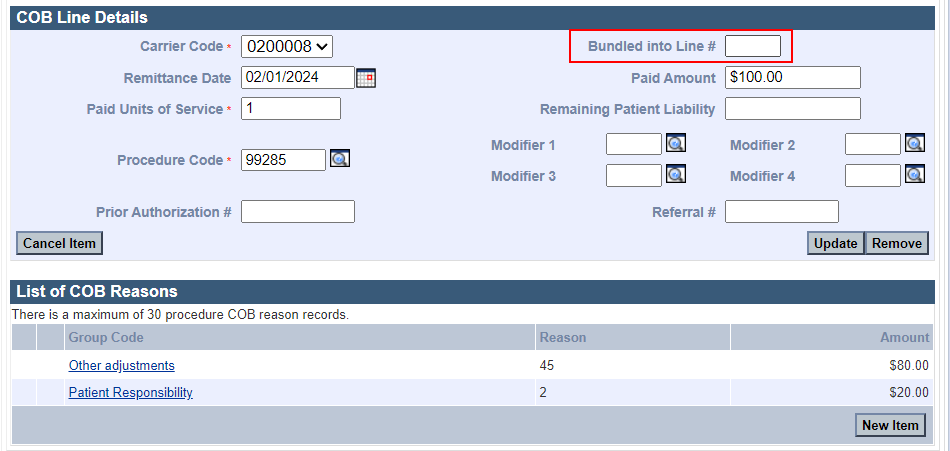 COB Line Details
Carrier Code * 0200008 Bundled into Line #
Remittance Date 02/01/2024 Paid Amount $100.00
Paid Units of Service * 1 Remaining Patient Liability
Modifier 1 Modifier 2
Procedure Code * 99285
Modifier 3 Modifier 4
Prior Authorization # Referral #
Cancel Item Update Remove
List of COB Reasons
There is a maximum of 30 procedure COB reason records.
Group Code Reason Amount
Other adjustments 45 $80.00
Patient Responsibility 2 $20.00
New Item